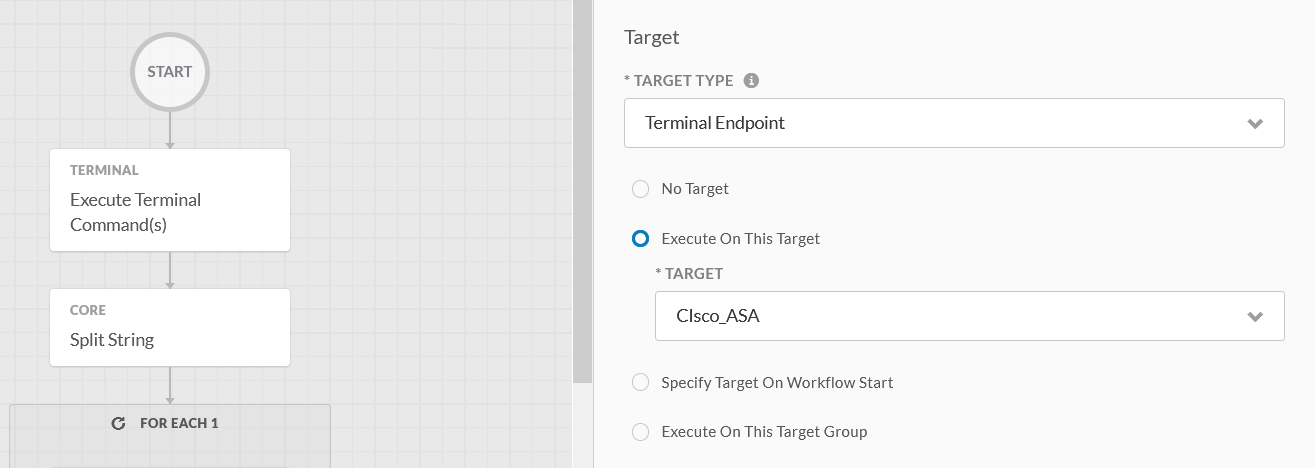 START
TERMINAL
Execute Terminal
Command(s)
CORE
Split String
FOR EACH 1
Target
* TARGET TYPE
Terminal Endpoint
No Target
Execute On This Target
* TARGET
CIsco_ASA
Specify Target On Workflow Start
Execute On This Target Group